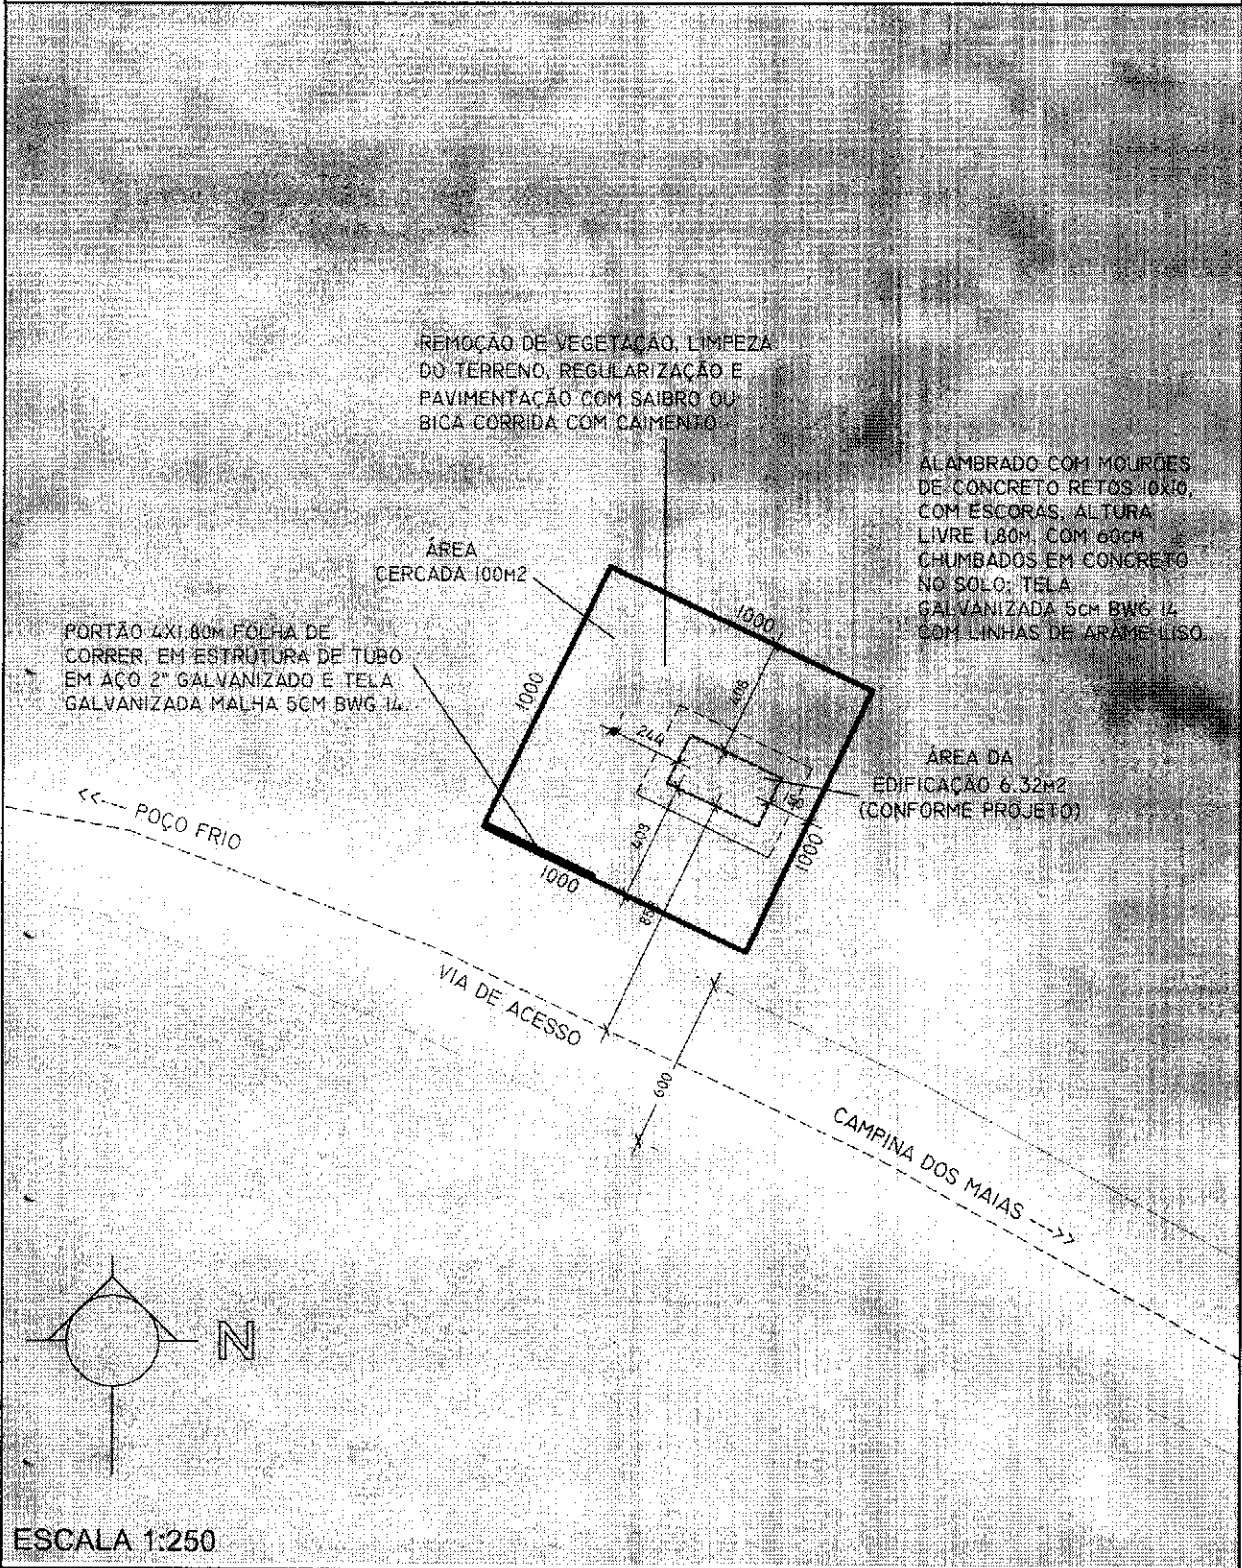 REMOÇÃO DE VEGETAÇÃO, LIMPEZA
DO TERRENO, REGULARIZAÇÃO E
PAVIMENTAÇÃO COM SAIBRO OU
BICA CORRIDA COM CAIMENTO
ALAMBRADO COM MOURÕES
DE CONCRETO RETOS 10X10,
COM ESCORAS, ALTURA
LIVRE 1,80M, COM 60CM
CHUMBADOS EM CONCRETO
NO SOLO; TELA
GALVANIZADA 5CM BWG 14
COM LINHAS DE ARAME LISO.
ÁREA
CERCADA 100M2
PORTÃO 4X1,80M FOLHA DE
CORRER, EM ESTRUTURA DE TUBO
EM AÇO 2" GALVANIZADO E TELA
GALVANIZADA MALHA 5CM BWG 14.
1000
1000
406
244
ÁREA DA
EDIFICAÇÃO 6.32M2
(CONFORME PROJETO)
409
1000
1000
<<--- POÇO FRIO
VIA DE ACESSO
600
CAMPINA DOS MAIAS --->>
N
ESCALA 1:250